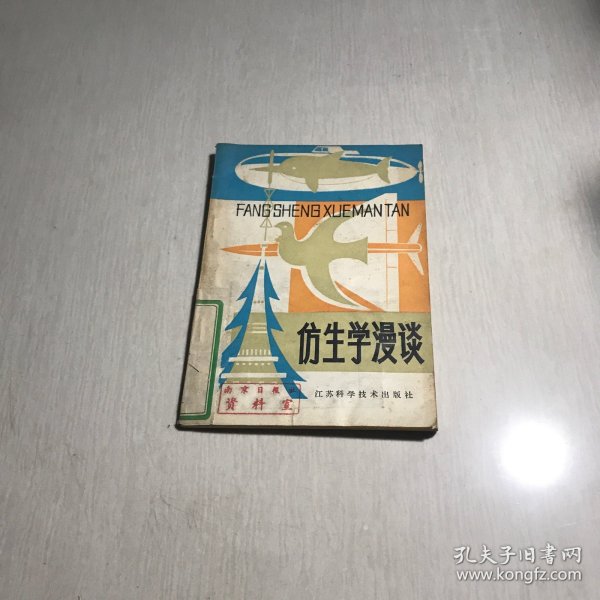 FANG SHENG XUE MAN TAN
仿生学漫谈
南京日报
资料室
江苏科学技术出版社
孔夫子旧书网
www.kongfz.com